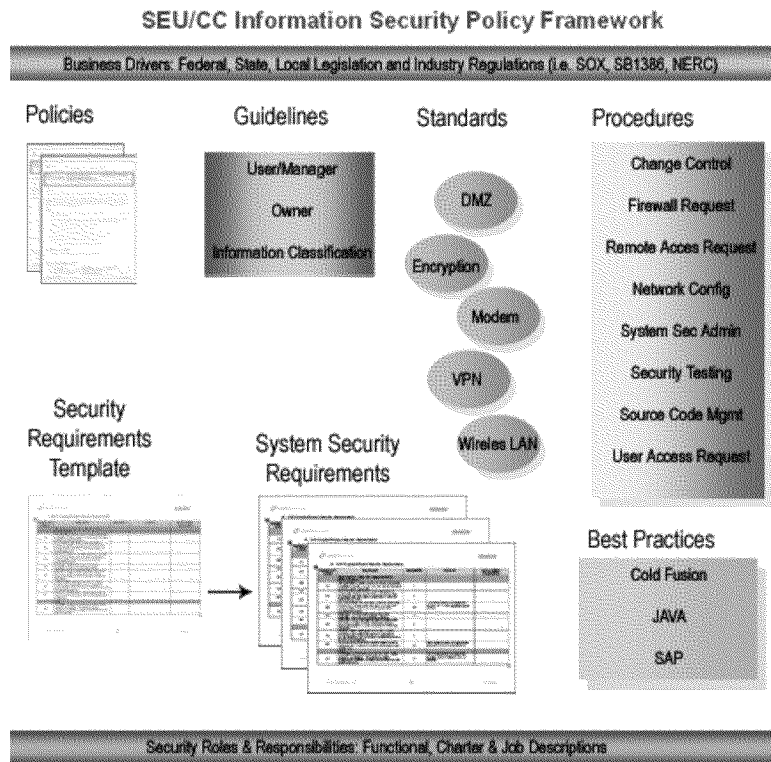 SEU/CC Information Security Policy Framework
Business Drivers: Federal, State, Local Legislation and Industry Regulations (i.e. SOX, SB1386, NERC)
Policies
Guidelines
User/Manager
Owner
Information Classification
Standards
DMZ
Encryption
Modem
VPN
Wireles LAN
Procedures
Change Control
Firewall Request
Remote Acces Request
Network Config
System Sec Admin
Security Testing
Source Code Mgmt
User Access Request
Security
Requirements
Template
System Security
Requirements
Best Practices
Cold Fusion
JAVA
SAP
Security Roles & Responsibilities: Functional, Charter & Job Descriptions